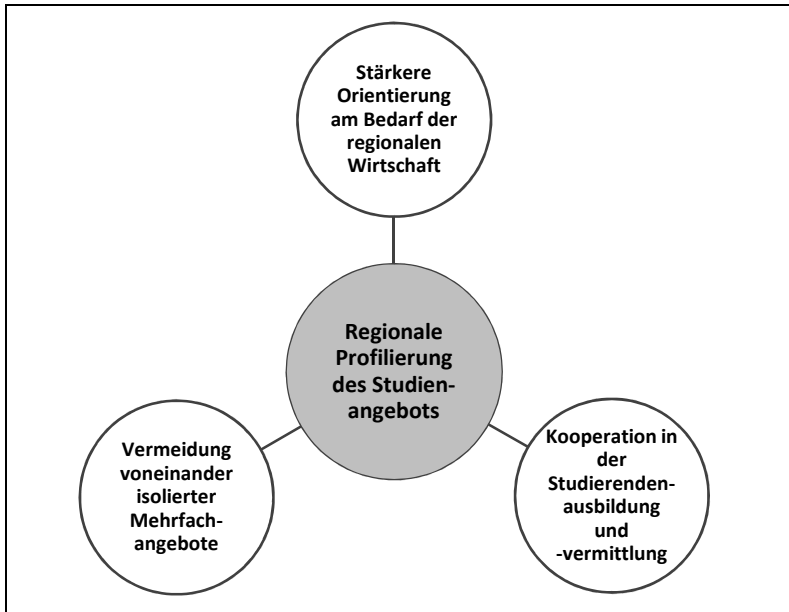 Stärkere
Orientierung
am Bedarf der
regionalen
Wirtschaft
Regionale
Profilierung
des Studien-
angebots
Vermeidung
voneinander
isolierter
Mehrfach-
angebote
Kooperation in
der
Studierenden-
ausbildung
und
-vermittlung